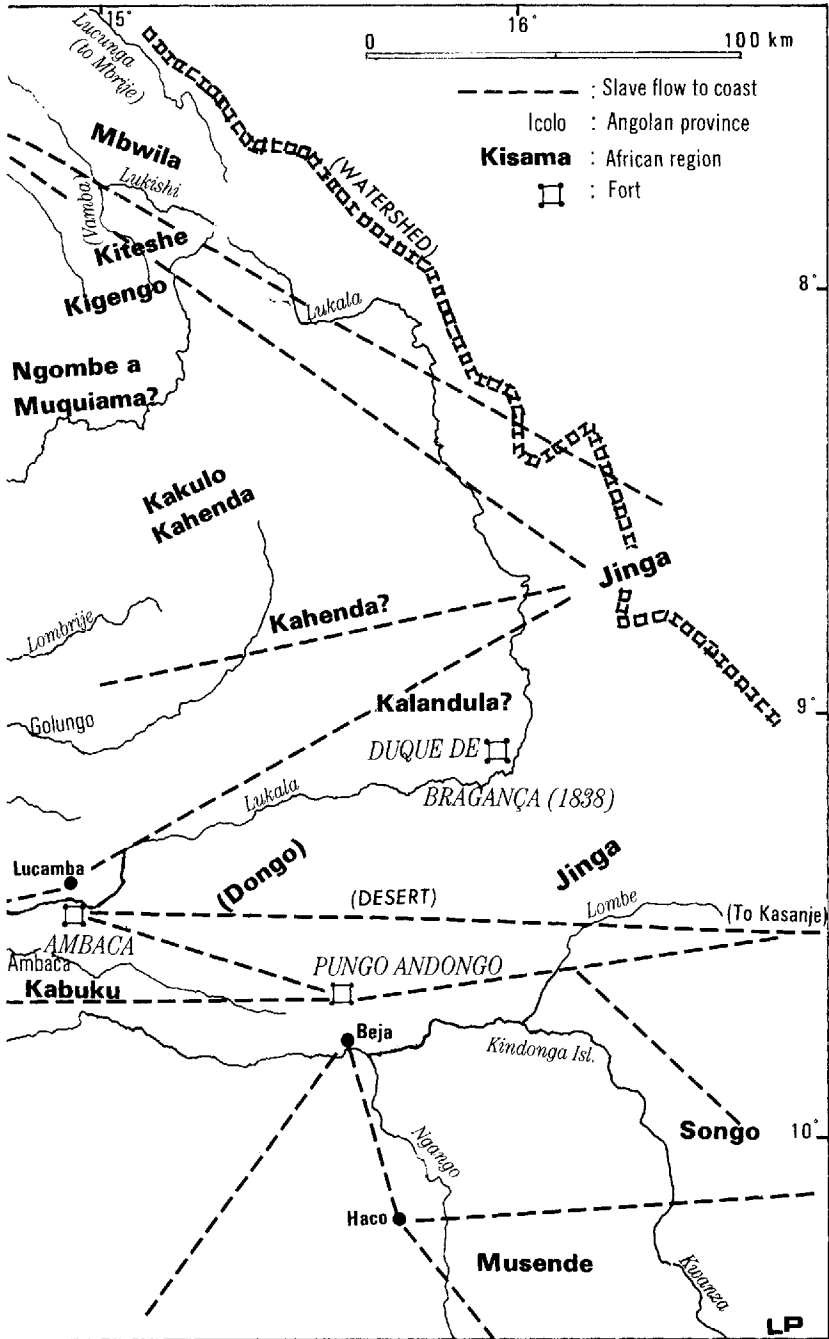 15°
16°
Lucunga
(to Mbrije)
0 100 km
: Slave flow to coast
Icolo : Angolan province
Kisama : African region
: Fort
Mbwila
(WATERSHED)
Lukishi
(Vamba)
Kiteshe
Kigengo
8°
Lukala
Ngombe a
Muquiama?
Kakulo
Kahenda
Jinga
Kahenda?
Lombrije
Kalandula?
9°
Golungo
DUQUE DE
BRAGANÇA (1838)
Lukala
Lucamba
(Dongo)
Jinga
(DESERT)
Lombe
(To Kasanje)
AMBACA
Ambaca
PUNGO ANDONGO
Kabuku
Beja
Kindonga Isl.
Songo
10°
Ngango
Haco
Musende
Kwanza
LP